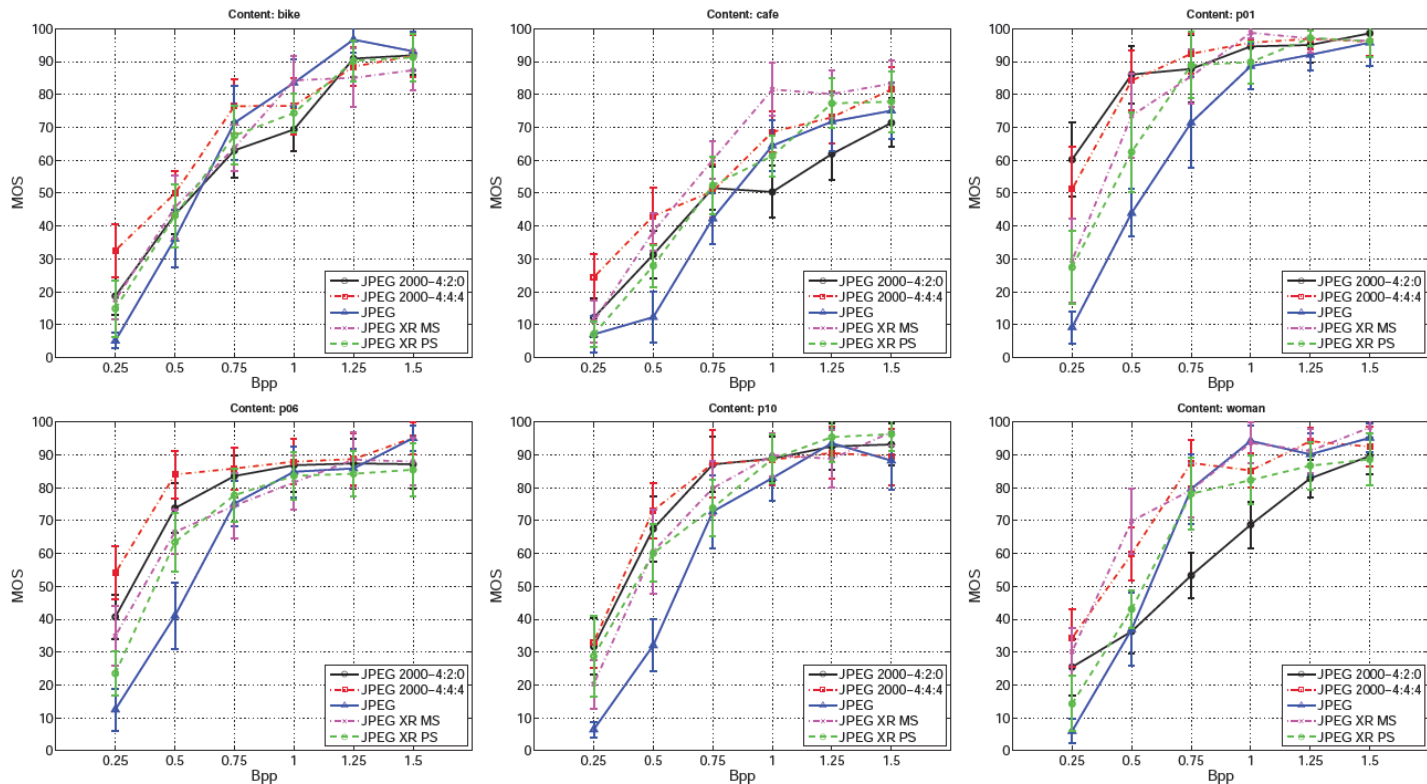 Content: bike
MOS
100
90
80
70
60
50
40
30
20
10
0
JPEG 2000-4:2:0
JPEG 2000-4:4:4
JPEG
JPEG XR MS
JPEG XR PS
0.25 0.5 0.75 1 1.25 1.5
Bpp
Content: cafe
MOS
100
90
80
70
60
50
40
30
20
10
0
JPEG 2000-4:2:0
JPEG 2000-4:4:4
JPEG
JPEG XR MS
JPEG XR PS
0.25 0.5 0.75 1 1.25 1.5
Bpp
Content: p01
MOS
100
90
80
70
60
50
40
30
20
10
0
JPEG 2000-4:2:0
JPEG 2000-4:4:4
JPEG
JPEG XR MS
JPEG XR PS
0.25 0.5 0.75 1 1.25 1.5
Bpp
Content: p06
MOS
100
90
80
70
60
50
40
30
20
10
0
JPEG 2000-4:2:0
JPEG 2000-4:4:4
JPEG
JPEG XR MS
JPEG XR PS
0.25 0.5 0.75 1 1.25 1.5
Bpp
Content: p10
MOS
100
90
80
70
60
50
40
30
20
10
0
JPEG 2000-4:2:0
JPEG 2000-4:4:4
JPEG
JPEG XR MS
JPEG XR PS
0.25 0.5 0.75 1 1.25 1.5
Bpp
Content: woman
MOS
100
90
80
70
60
50
40
30
20
10
0
JPEG 2000-4:2:0
JPEG 2000-4:4:4
JPEG
JPEG XR MS
JPEG XR PS
0.25 0.5 0.75 1 1.25 1.5
Bpp